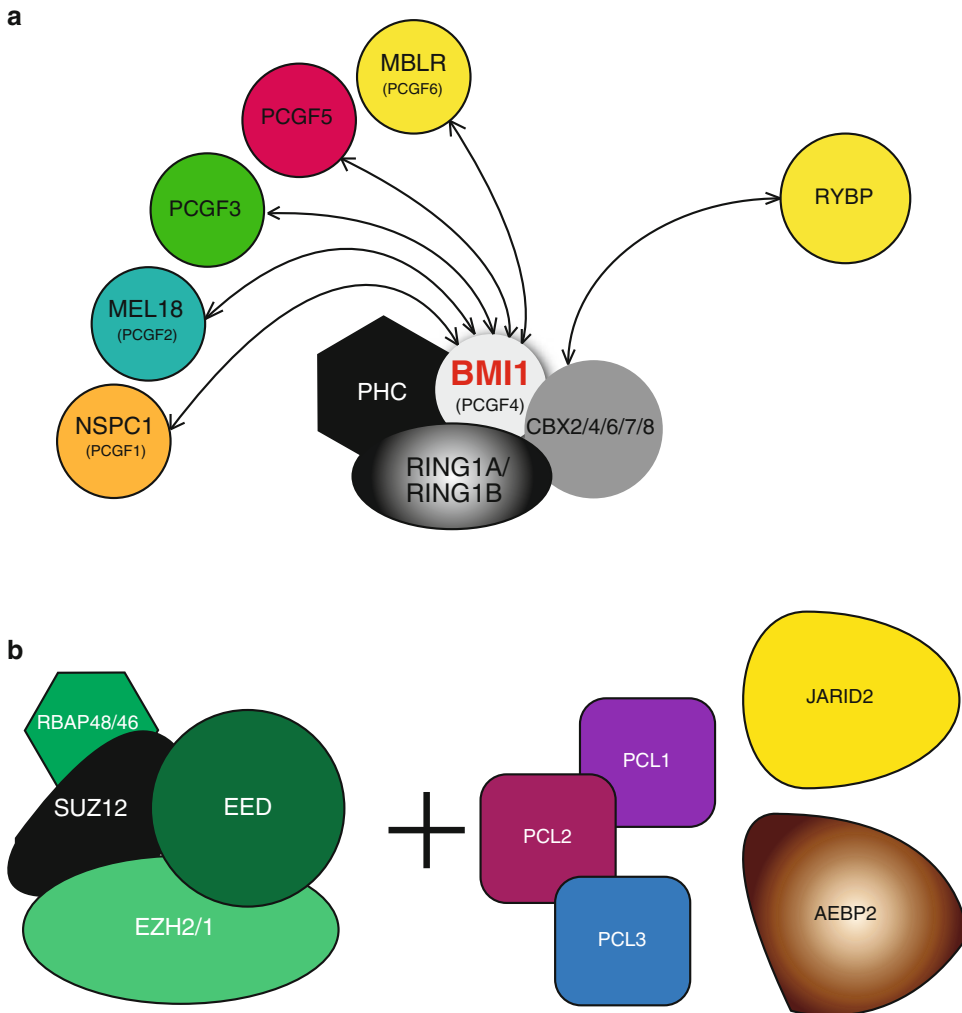 a
MBLR
(PCGF6)
PCGF5
RYBP
PCGF3
MEL18
(PCGF2)
BMI1
PHC
(PCGF4)
NSPC1
(PCGF1)
CBX2/4/6/7/8
RING1A/
RING1B
b
RBAP48/46
SUZ12
EED
EZH2/1
PCL1
PCL2
PCL3
JARID2
AEBP2